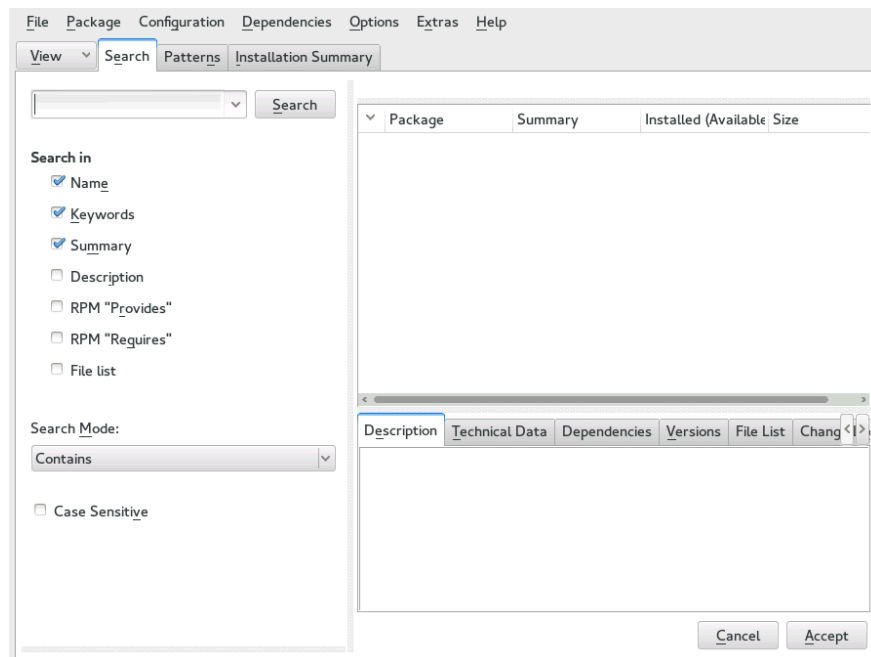 File Package Configuration Dependencies Options Extras Help
View Search Patterns Installation Summary
Search
Search in
Name
Keywords
Summary
Description
RPM "Provides"
RPM "Requires"
File list
Search Mode:
Contains
Case Sensitive
Package Summary Installed (Available Size
Description Technical Data Dependencies Versions File List Chang
Cancel Accept